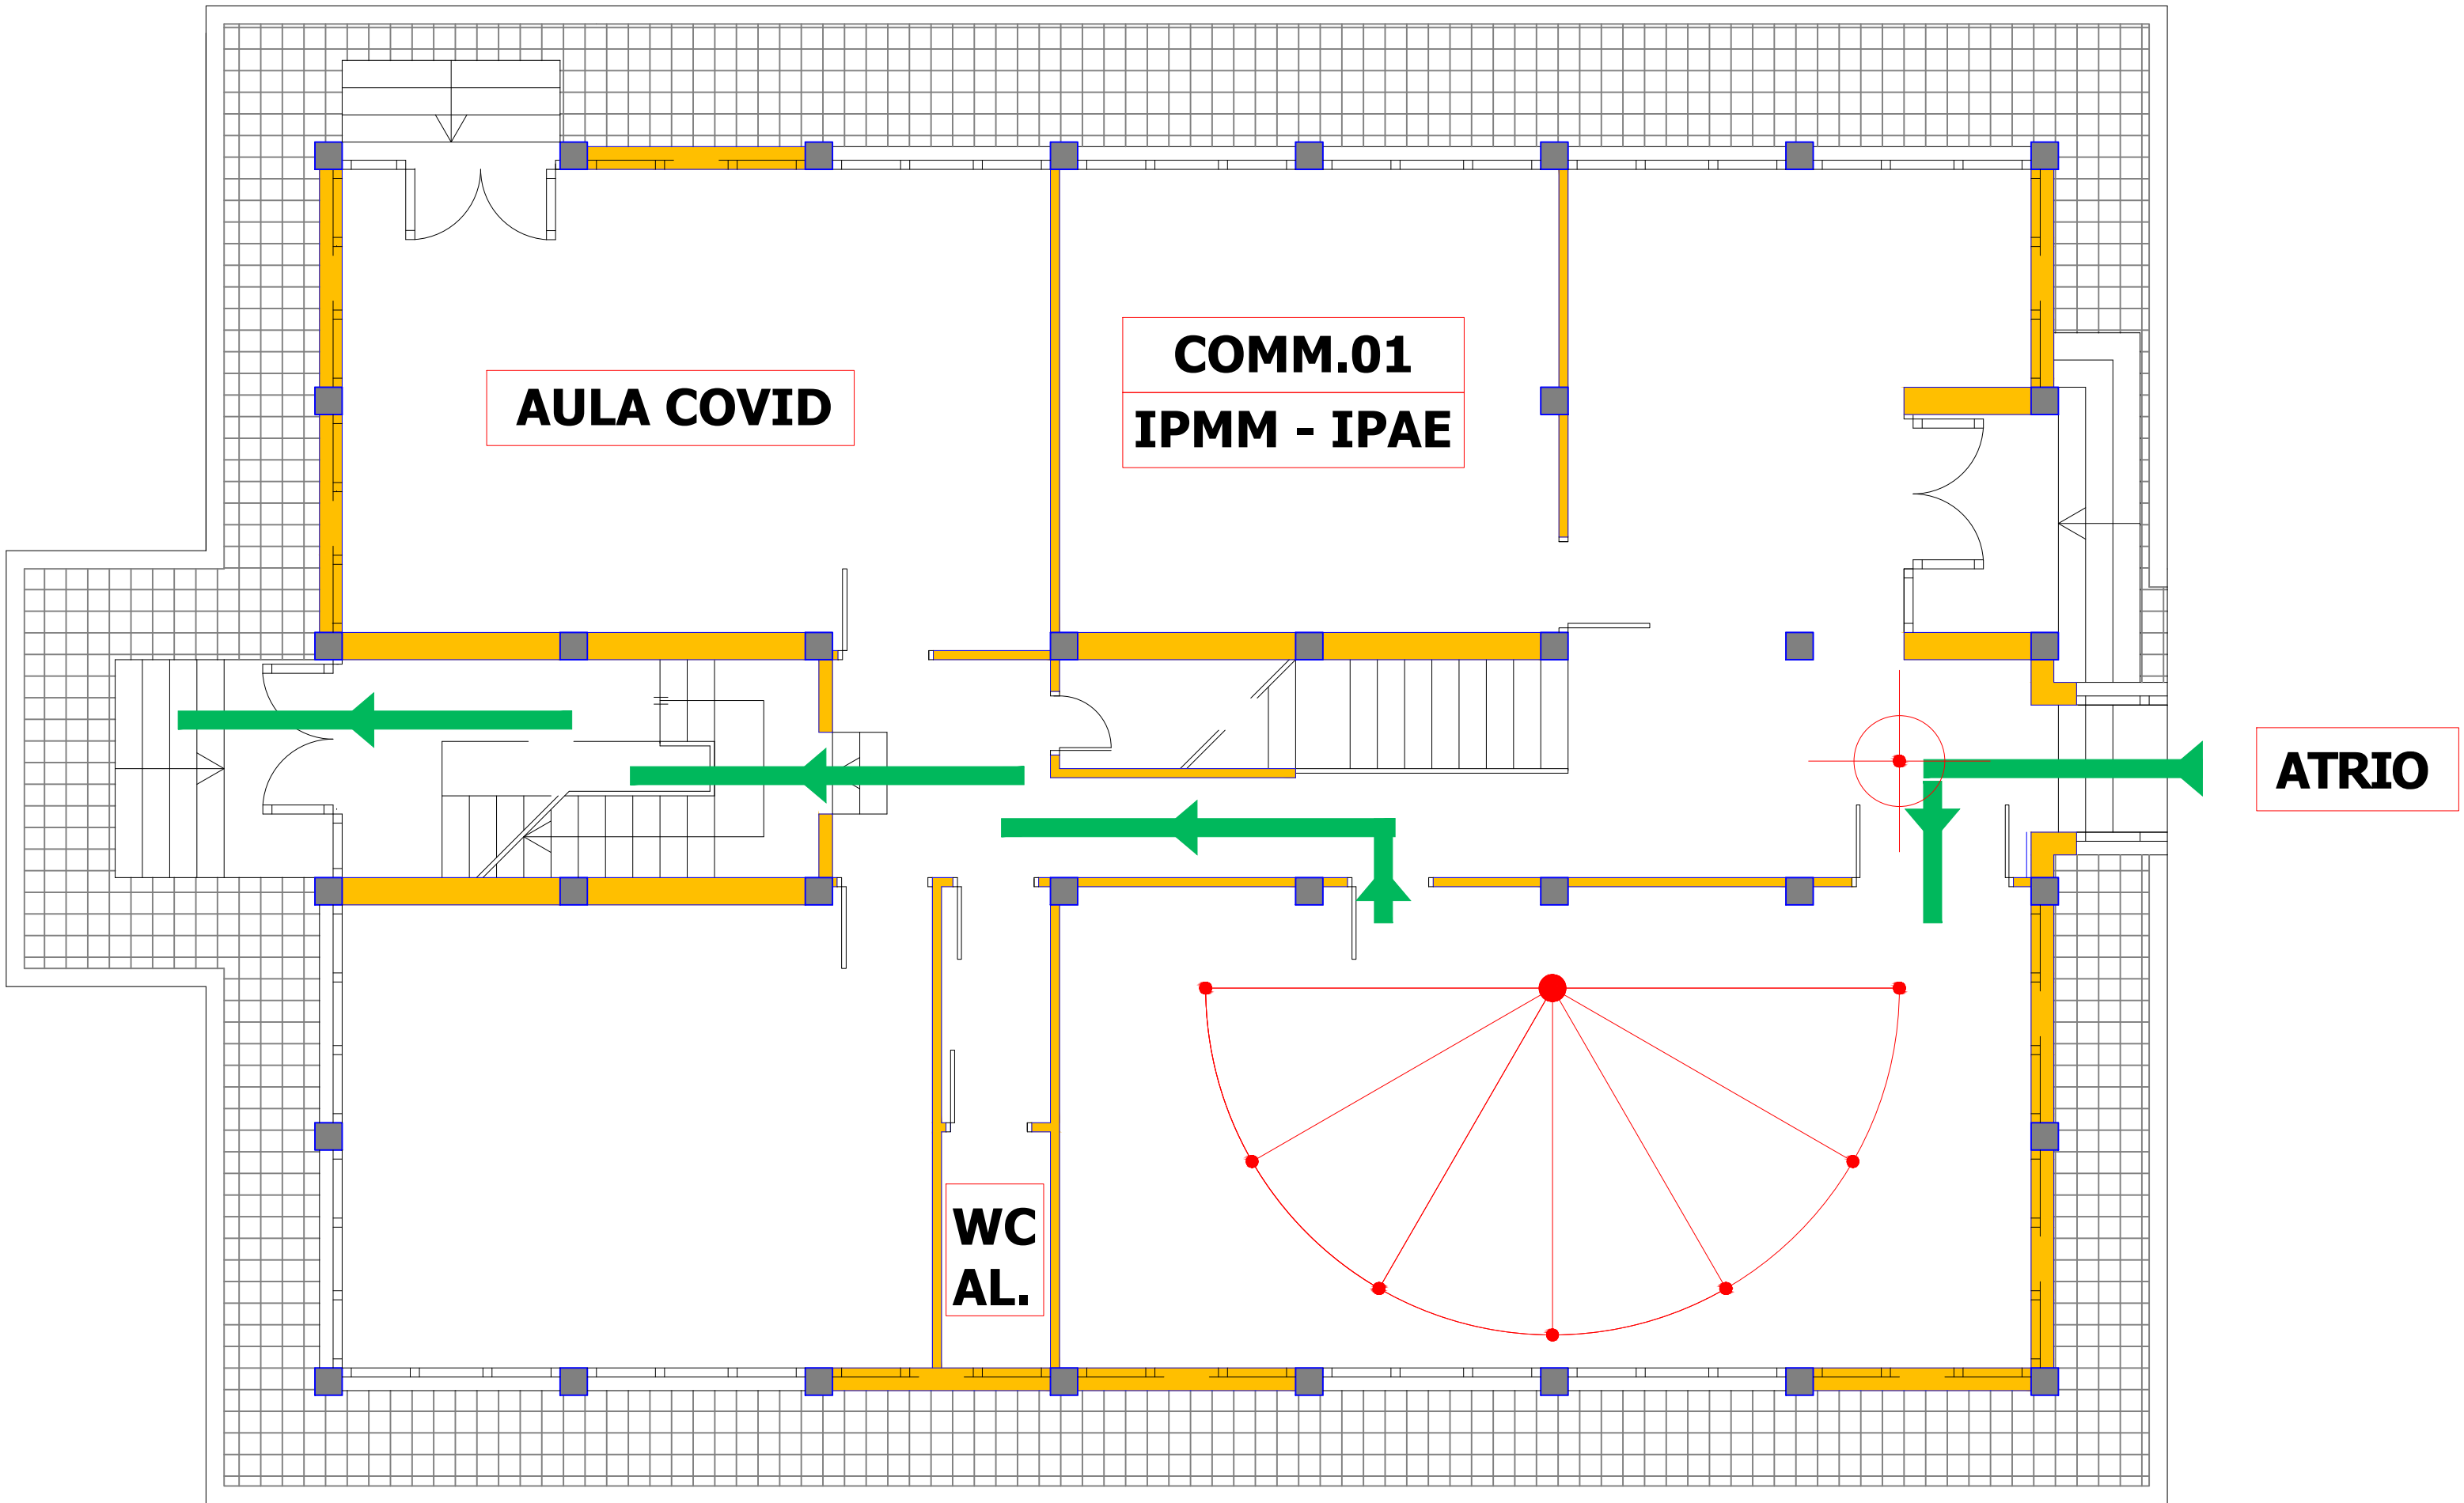 AULA COVID
COMM.01
IPMM - IPAE
ATRIO
WC
AL.